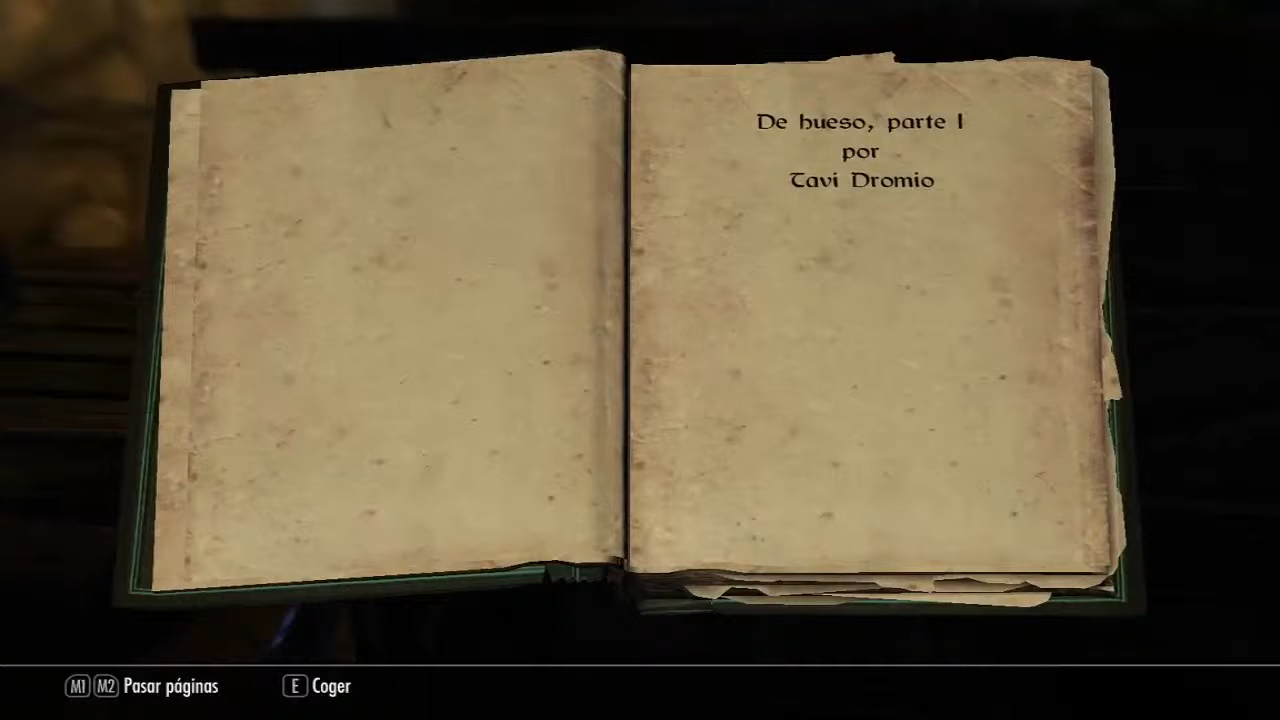 De hueso, parte I
por
Tavi Dromio
M1 M2 Pasar páginas
E Coger